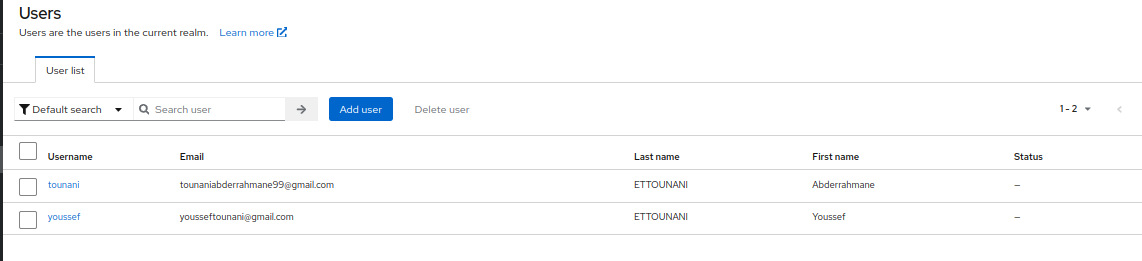 Users
Users are the users in the current realm. Learn more
User list
Default search Search user Add user Delete user 1 - 2
Username Email Last name First name Status
tounani tounaniabderrahmane99@gmail.com ETTOUNANI Abderrahmane –
youssef yousseftounani@gmail.com ETTOUNANI Youssef –